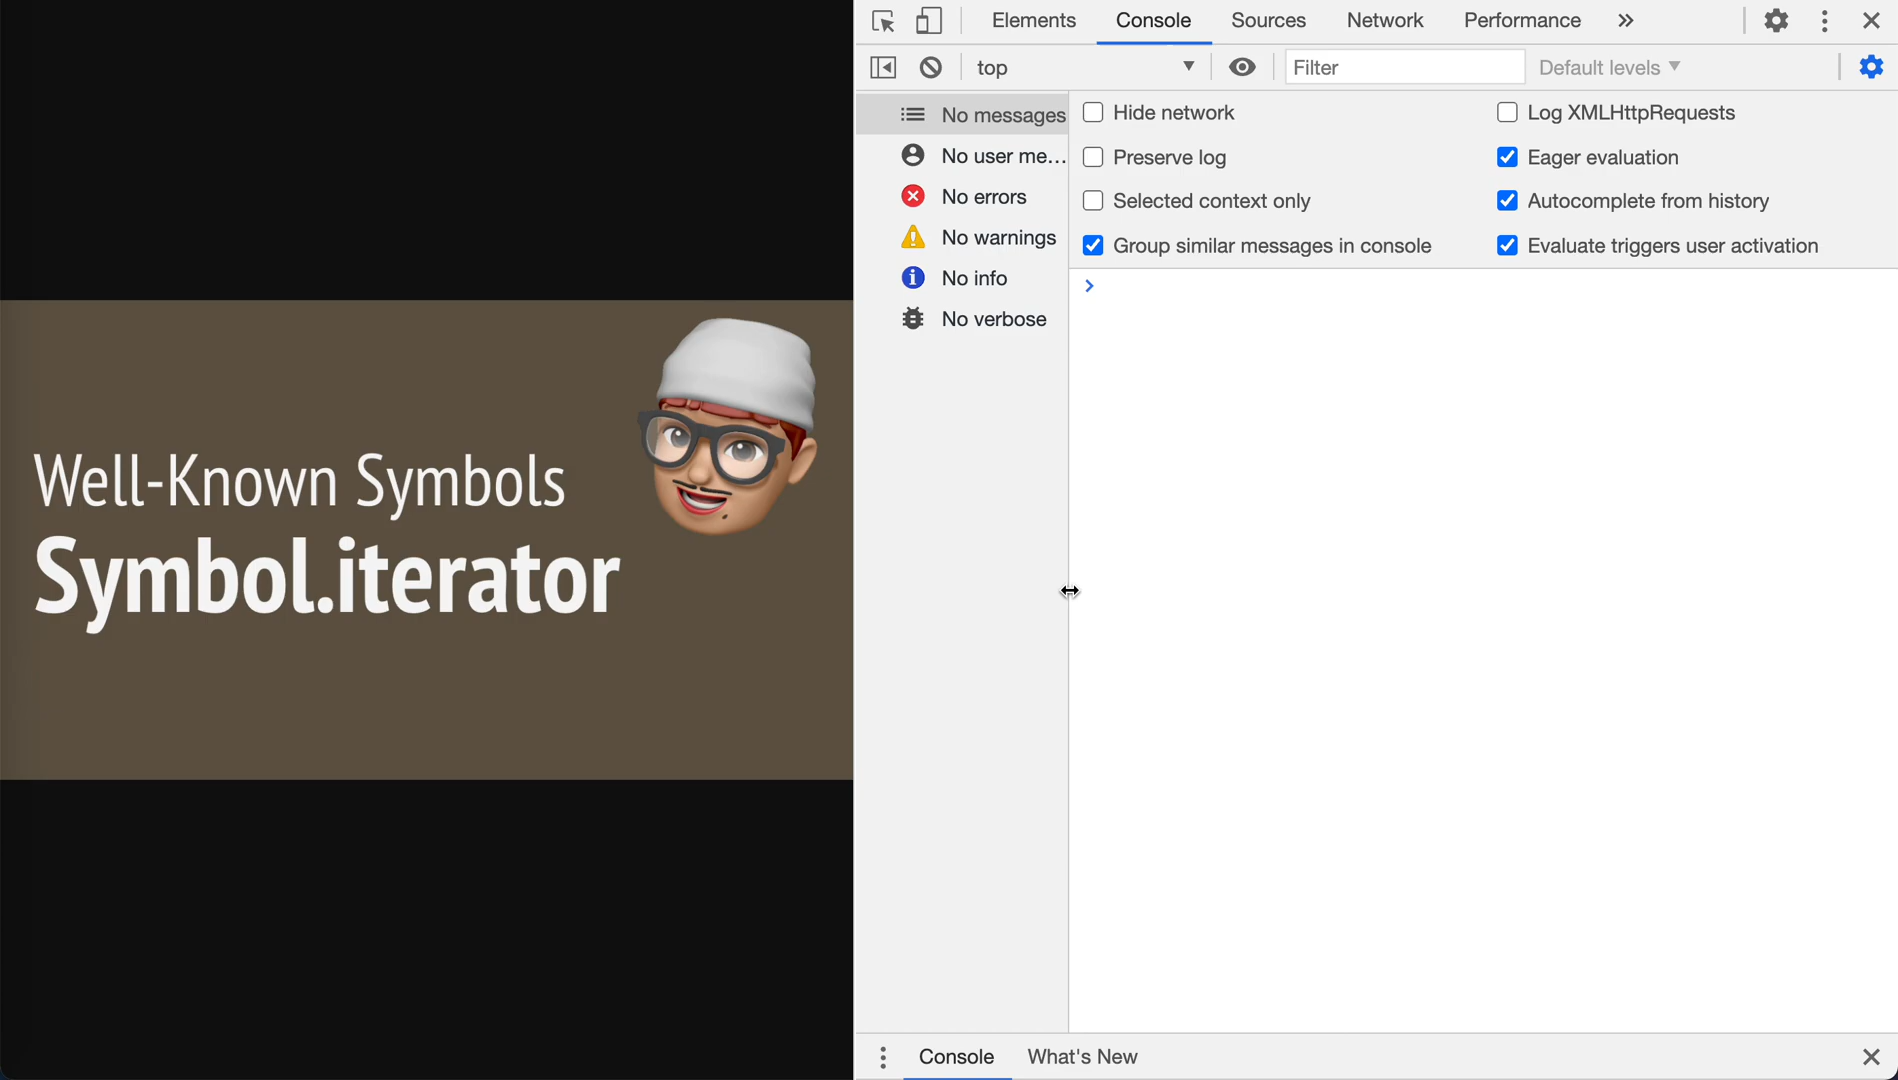 Elements Console Sources Network Performance
top Filter Default levels
No messages
No user me...
No errors
No warnings
No info
No verbose
Hide network Log XMLHttpRequests
Preserve log Eager evaluation
Selected context only Autocomplete from history
Group similar messages in console Evaluate triggers user activation
Well-Known Symbols
Symbol.iterator
Console What's New